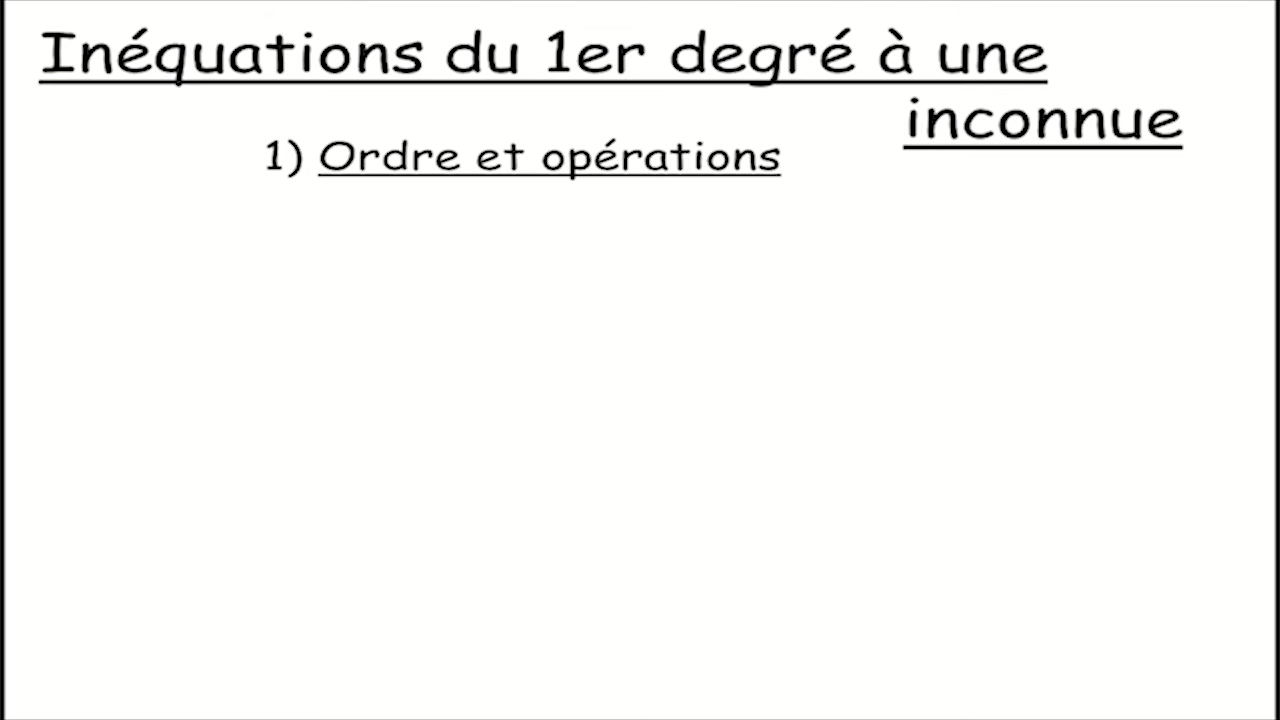 Inéquations du 1er degré à une
inconnue
1) Ordre et opérations